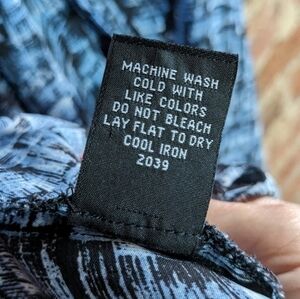 MACHINE WASH
COLD WITH
LIKE COLORS
DO NOT BLEACH
LAY FLAT TO DRY
COOL IRON
2039